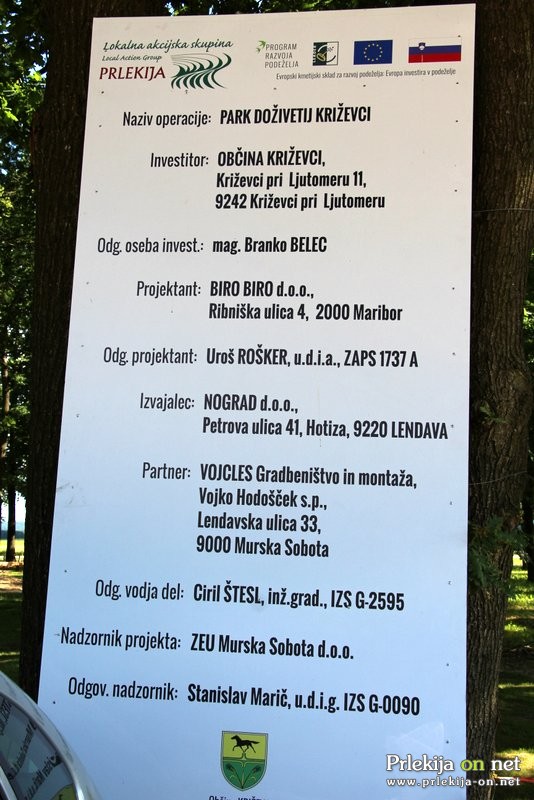 Lokalna akcijska skupina
Local Action Group
PRLEKIJA
PROGRAM
RAZVOJA
PODEŽELJA
Evropski kmetijski sklad za razvoj podeželja: Evropa investira v podeželje
Naziv operacije: PARK DOŽIVETIJ KRIŽEVCI
Investitor: OBČINA KRIŽEVCI,
Križevci pri Ljutomeru 11,
9242 Križevci pri Ljutomeru
Odg. oseba invest.: mag. Branko BELEC
Projektant: BIRO BIRO d.o.o.,
Ribniška ulica 4, 2000 Maribor
Odg. projektant: Uroš ROŠKER, u.d.i.a., ZAPS 1737 A
Izvajalec: NOGRAD d.o.o.,
Petrova ulica 41, Hotiza, 9220 LENDAVA
Partner: VOJCLES Gradbeništvo in montaža,
Vojko Hodošček s.p.,
Lendavska ulica 33,
9000 Murska Sobota
Odg. vodja del: Ciril ŠTESL, inž.grad., IZS G-2595
Nadzornik projekta: ZEU Murska Sobota d.o.o.
Odgov. nadzornik: Stanislav Marič, u.d.i.g. IZS G-0090
Prlekija on net
www.prlekija-on.net